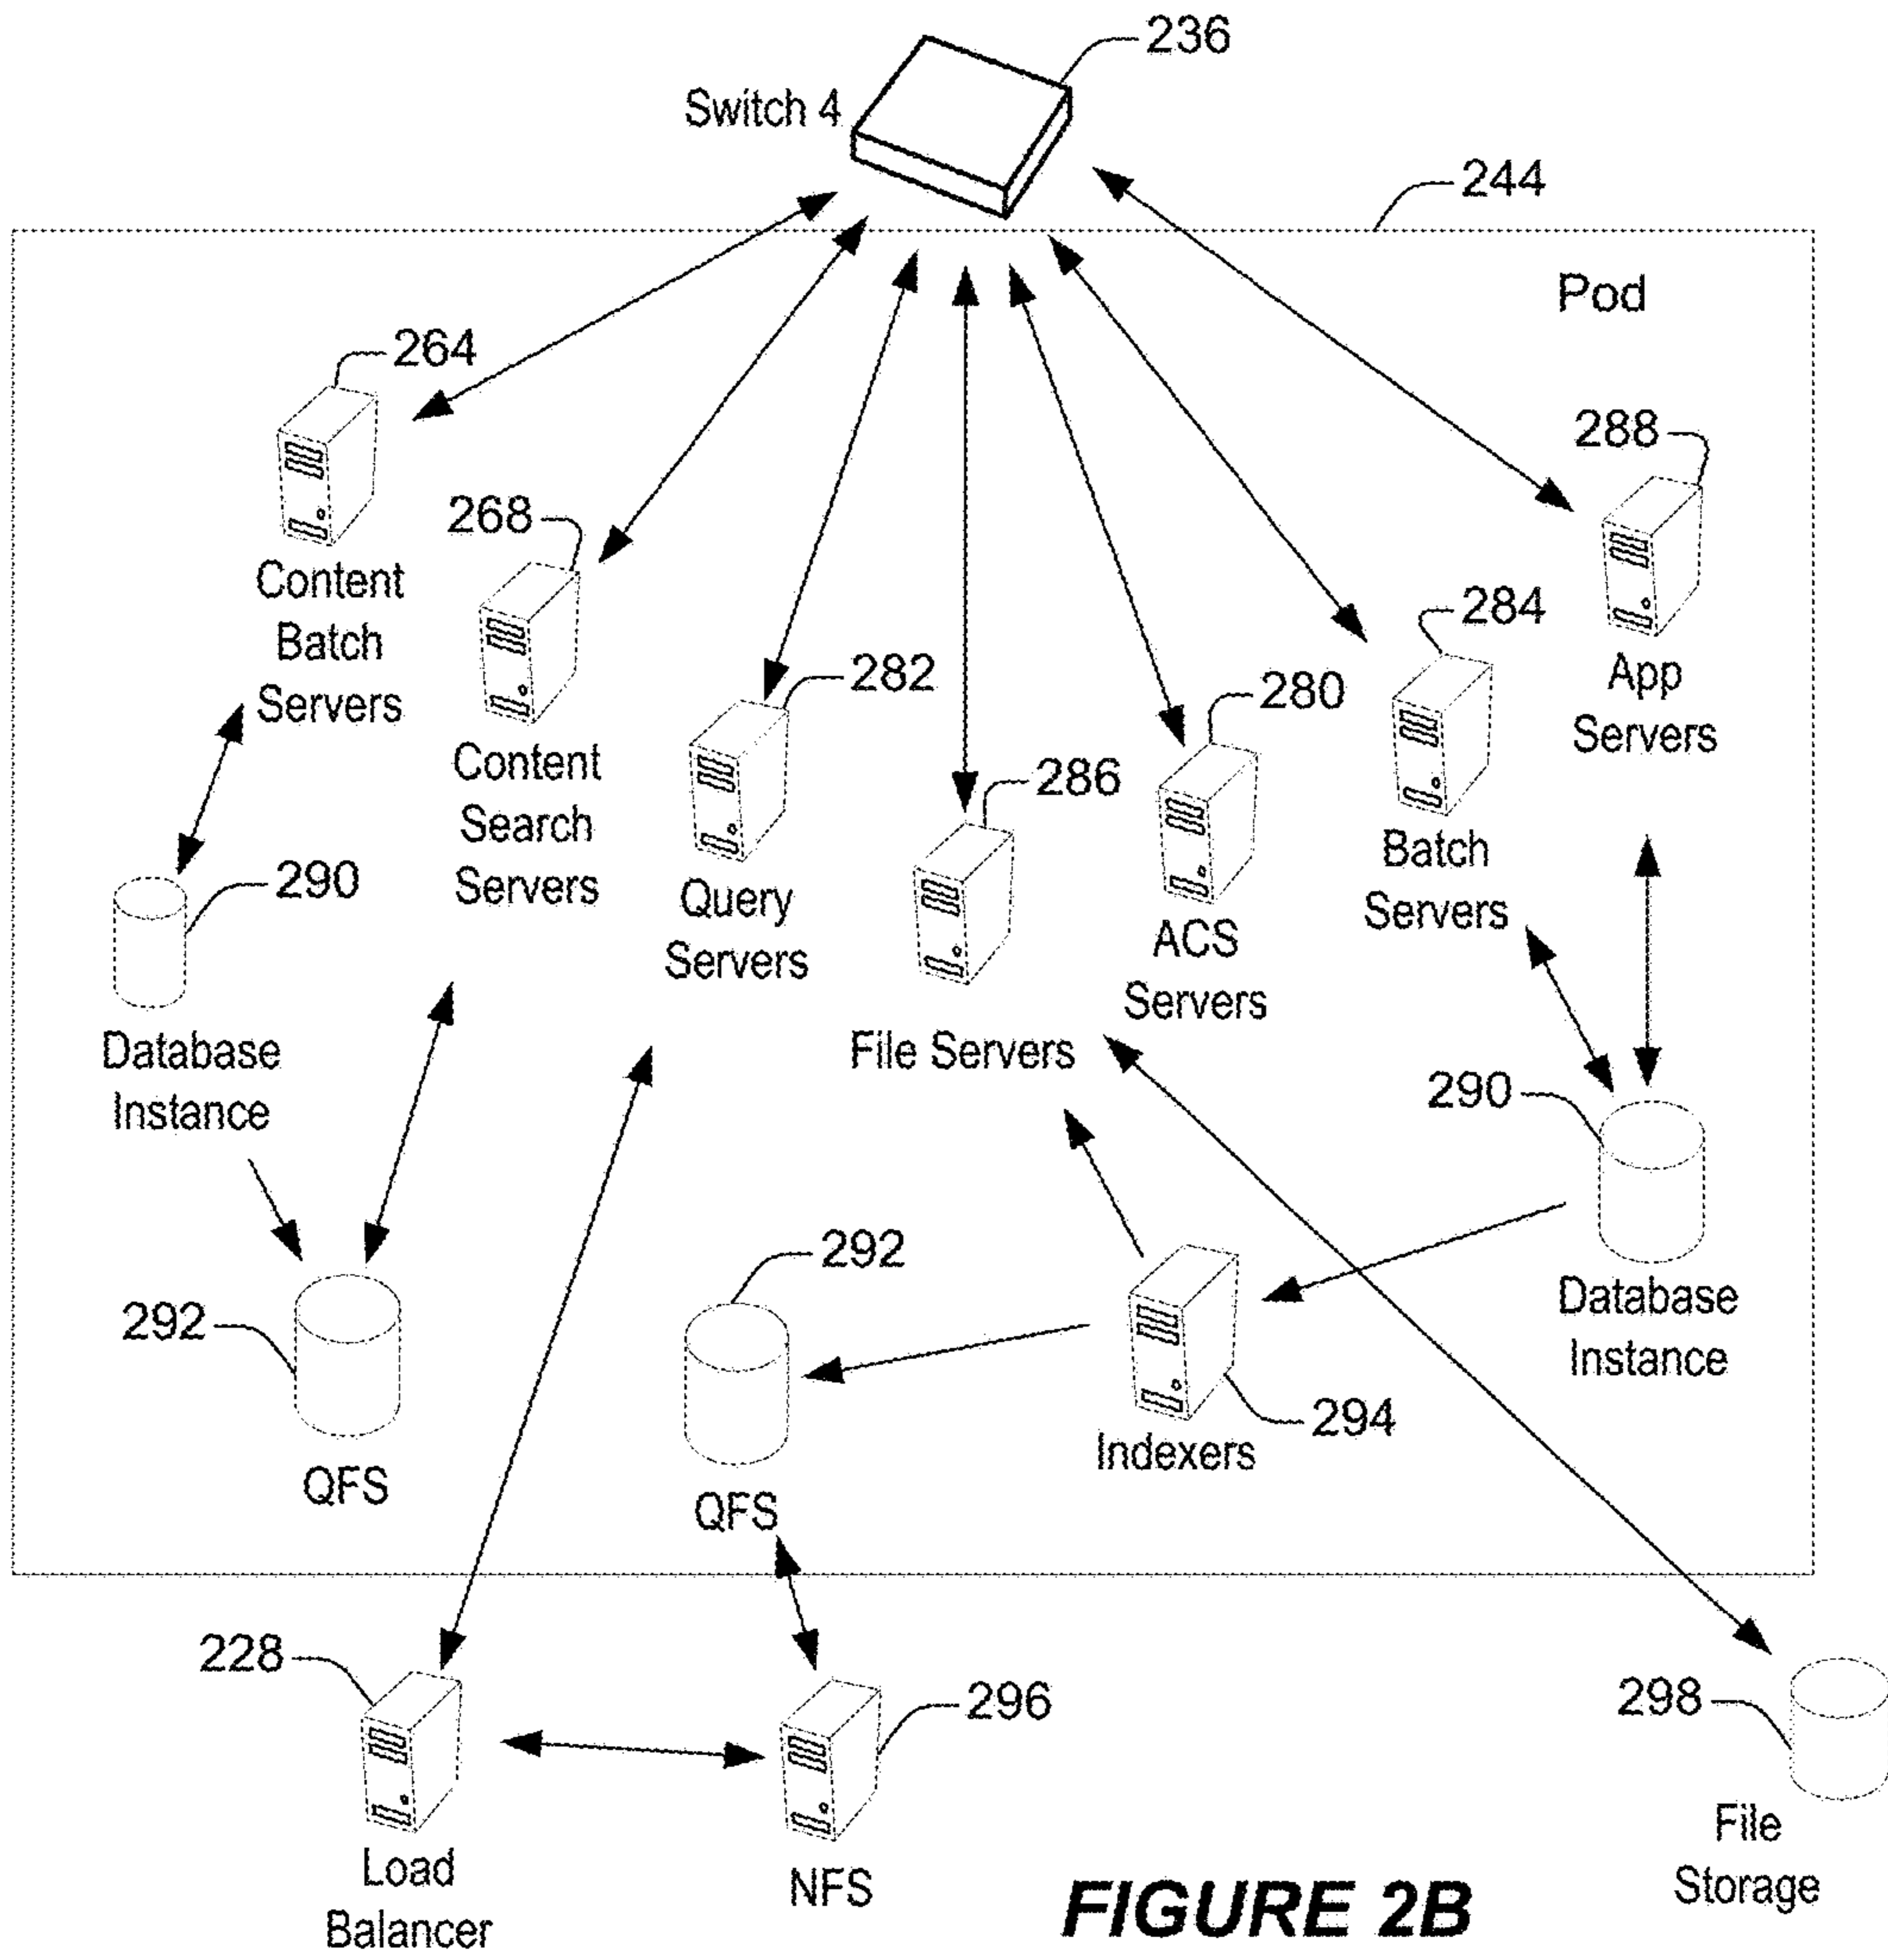 236
Switch 4
244
Pod
264
Content
Batch
Servers
288
App
Servers
268
Content
Search
Servers
284
Batch
Servers
282
Query
Servers
280
ACS
Servers
286
File Servers
290
Database
Instance
290
Database
Instance
292
QFS
292
QFS
294
Indexers
228
Load
Balancer
296
NFS
298
File
Storage
FIGURE 2B